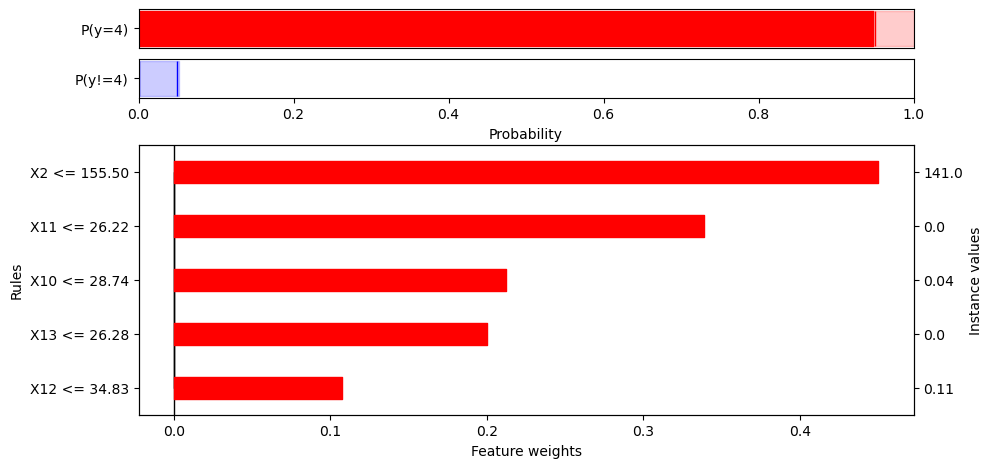 P(y=4)
P(y!=4)
0.0 0.2 0.4 0.6 0.8 1.0
Probability
X2 <= 155.50 141.0
X11 <= 26.22 0.0
X10 <= 28.74 0.04
X13 <= 26.28 0.0
X12 <= 34.83 0.11
Rules
Instance values
0.0 0.1 0.2 0.3 0.4
Feature weights